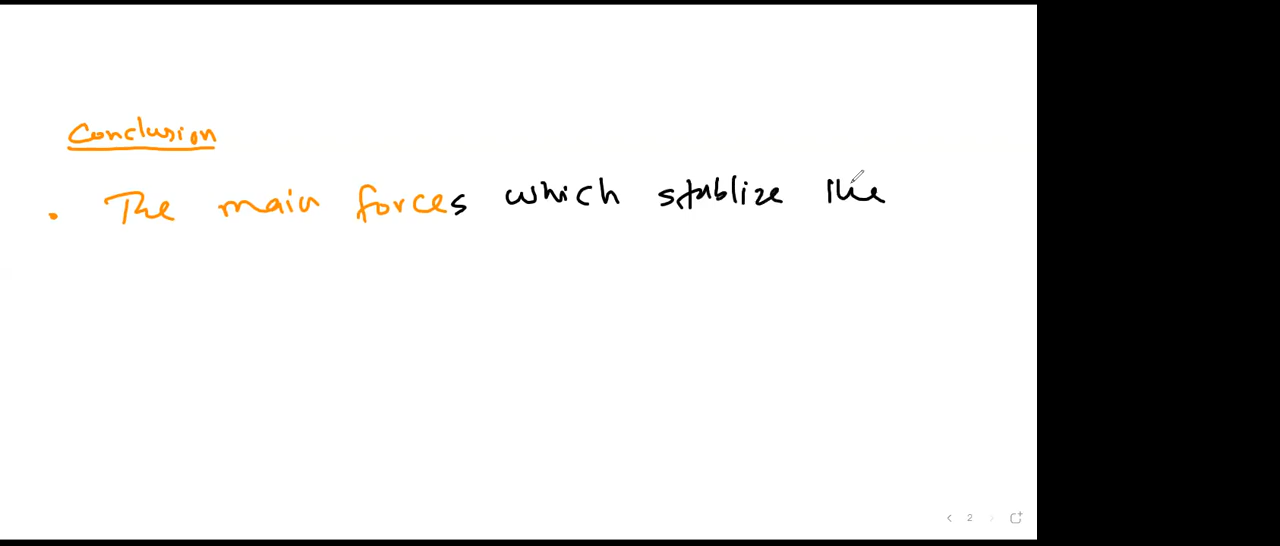 Conclusion
. The main forces which stablize the
2